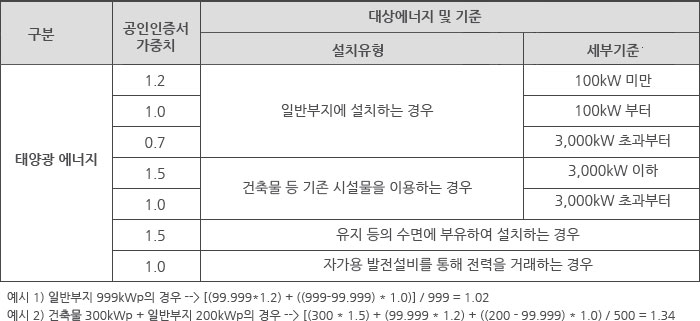 구분
공인인증서
가중치
대상에너지 및 기준
설치유형
세부기준
태양광 에너지
1.2
일반부지에 설치하는 경우
100kW 미만
1.0
100kW 부터
0.7
3,000kW 초과부터
1.5
건축물 등 기존 시설물을 이용하는 경우
3,000kW 이하
1.0
3,000kW 초과부터
1.5
유지 등의 수면에 부유하여 설치하는 경우
1.0
자가용 발전설비를 통해 전력을 거래하는 경우
예시 1) 일반부지 999kWp의 경우 --> [(99.999*1.2) + ((999-99.999) * 1.0)] / 999 = 1.02
예시 2) 건축물 300kWp + 일반부지 200kWp의 경우 --> [(300 * 1.5) + (99.999 * 1.2) + ((200 - 99.999) * 1.0) / 500 = 1.34